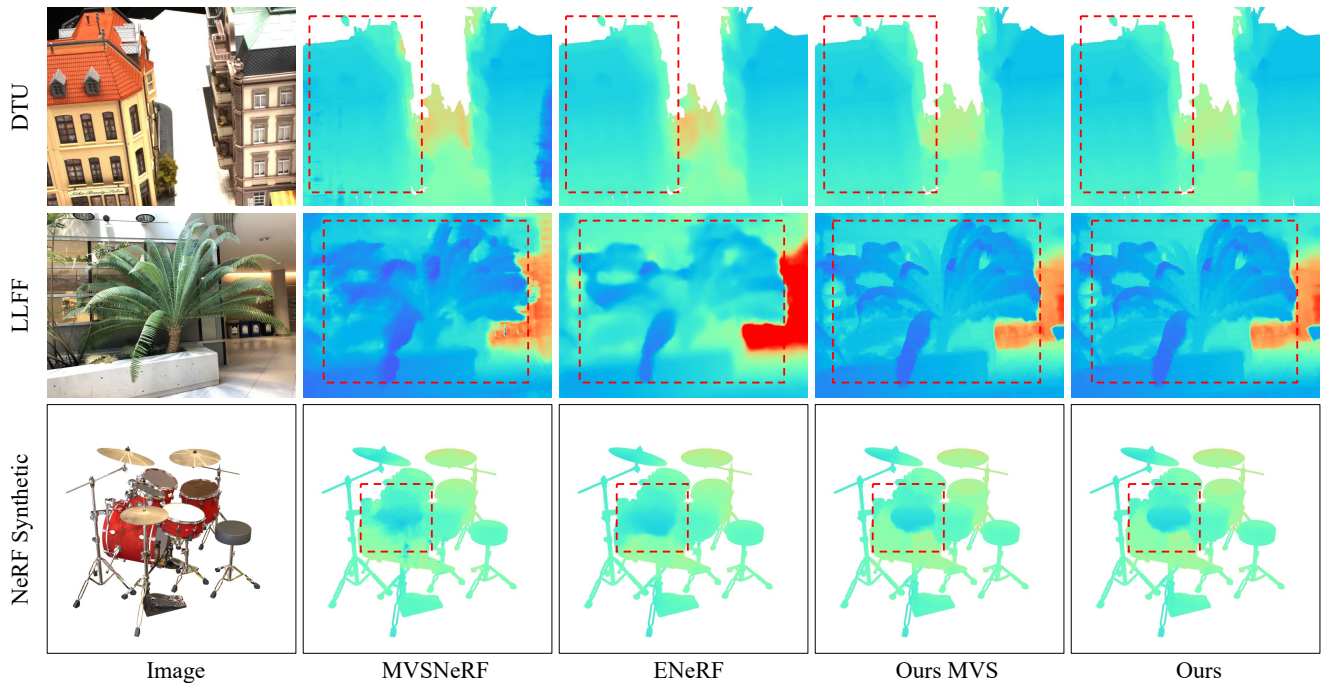 DTU
LLFF
NeRF Synthetic
Image
MVSNeRF
ENeRF
Ours MVS
Ours